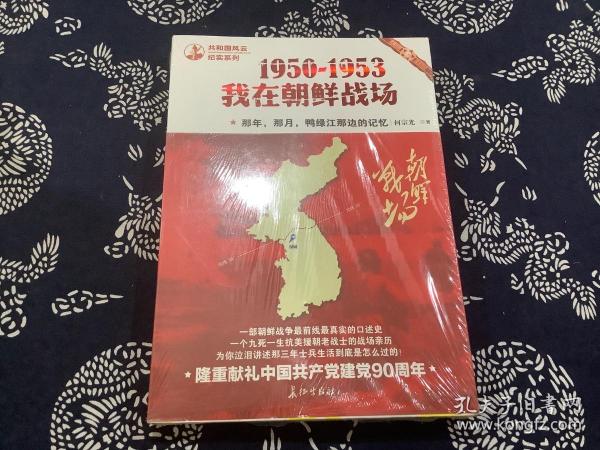 共和国风云
纪实系列
1950-1953
我在朝鲜战场
★ 那年，那月，鸭绿江那边的记忆 何宗光 ◎著
朝鲜
战场
一部朝鲜战争最前线最真实的口述史
一个九死一生抗美援朝老战士的战场亲历
为你泣泪讲述那三年士兵生活到底是怎么过的！
★ 隆重献礼中国共产党建党90周年 ★
长征出版社
孔夫子旧书网
www.kongfz.com